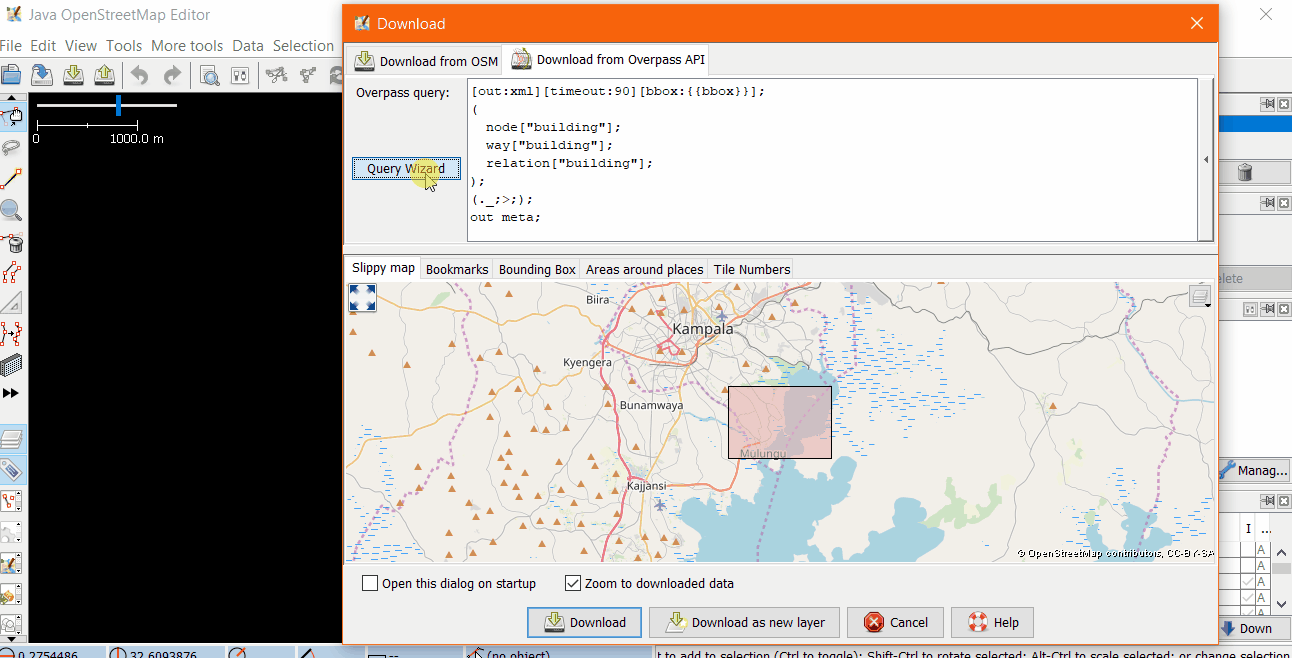 Java OpenStreetMap Editor
File Edit View Tools More tools Data Selection
0 1000.0 m
Download
Download from OSM Download from Overpass API
Overpass query:
Query Wizard
[out:xml][timeout:90][bbox:{{bbox}}];
(
node["building"];
way["building"];
relation["building"];
);
(._;>;);
out meta;
Slippy map Bookmarks Bounding Box Areas around places Tile Numbers
Biira
Kampala
Kyengera
Bunamwaya
Mulungu
Kajjansi
© OpenStreetMap contributors, CC-BY-SA
Open this dialog on startup Zoom to downloaded data
Download Download as new layer Cancel Help
elete
Manag...
I ...
A
A
A
A
A
Down
0.2754486 32.6093876 (no object) t to add to selection (Ctrl to toggle); Shift-Ctrl to rotate selected; Alt-Ctrl to scale selected; or change selection